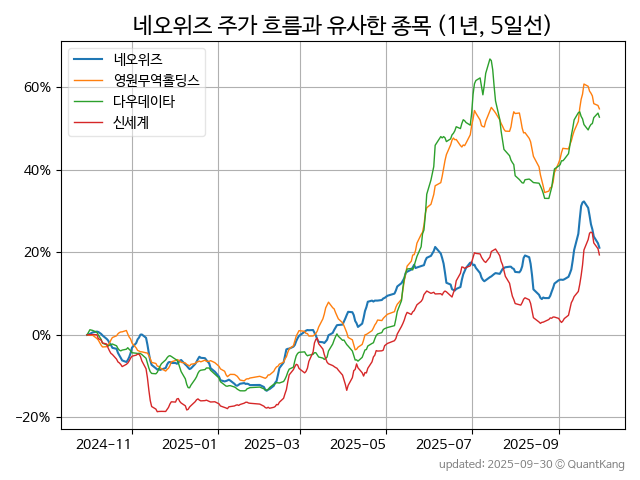 네오위즈 주가 흐름과 유사한 종목 (1년, 5일선)
네오위즈
영원무역홀딩스
다우데이타
신세계
60%
40%
20%
0%
−20%
2024-11 2025-01 2025-03 2025-05 2025-07 2025-09
updated: 2025-09-30 © QuantKang